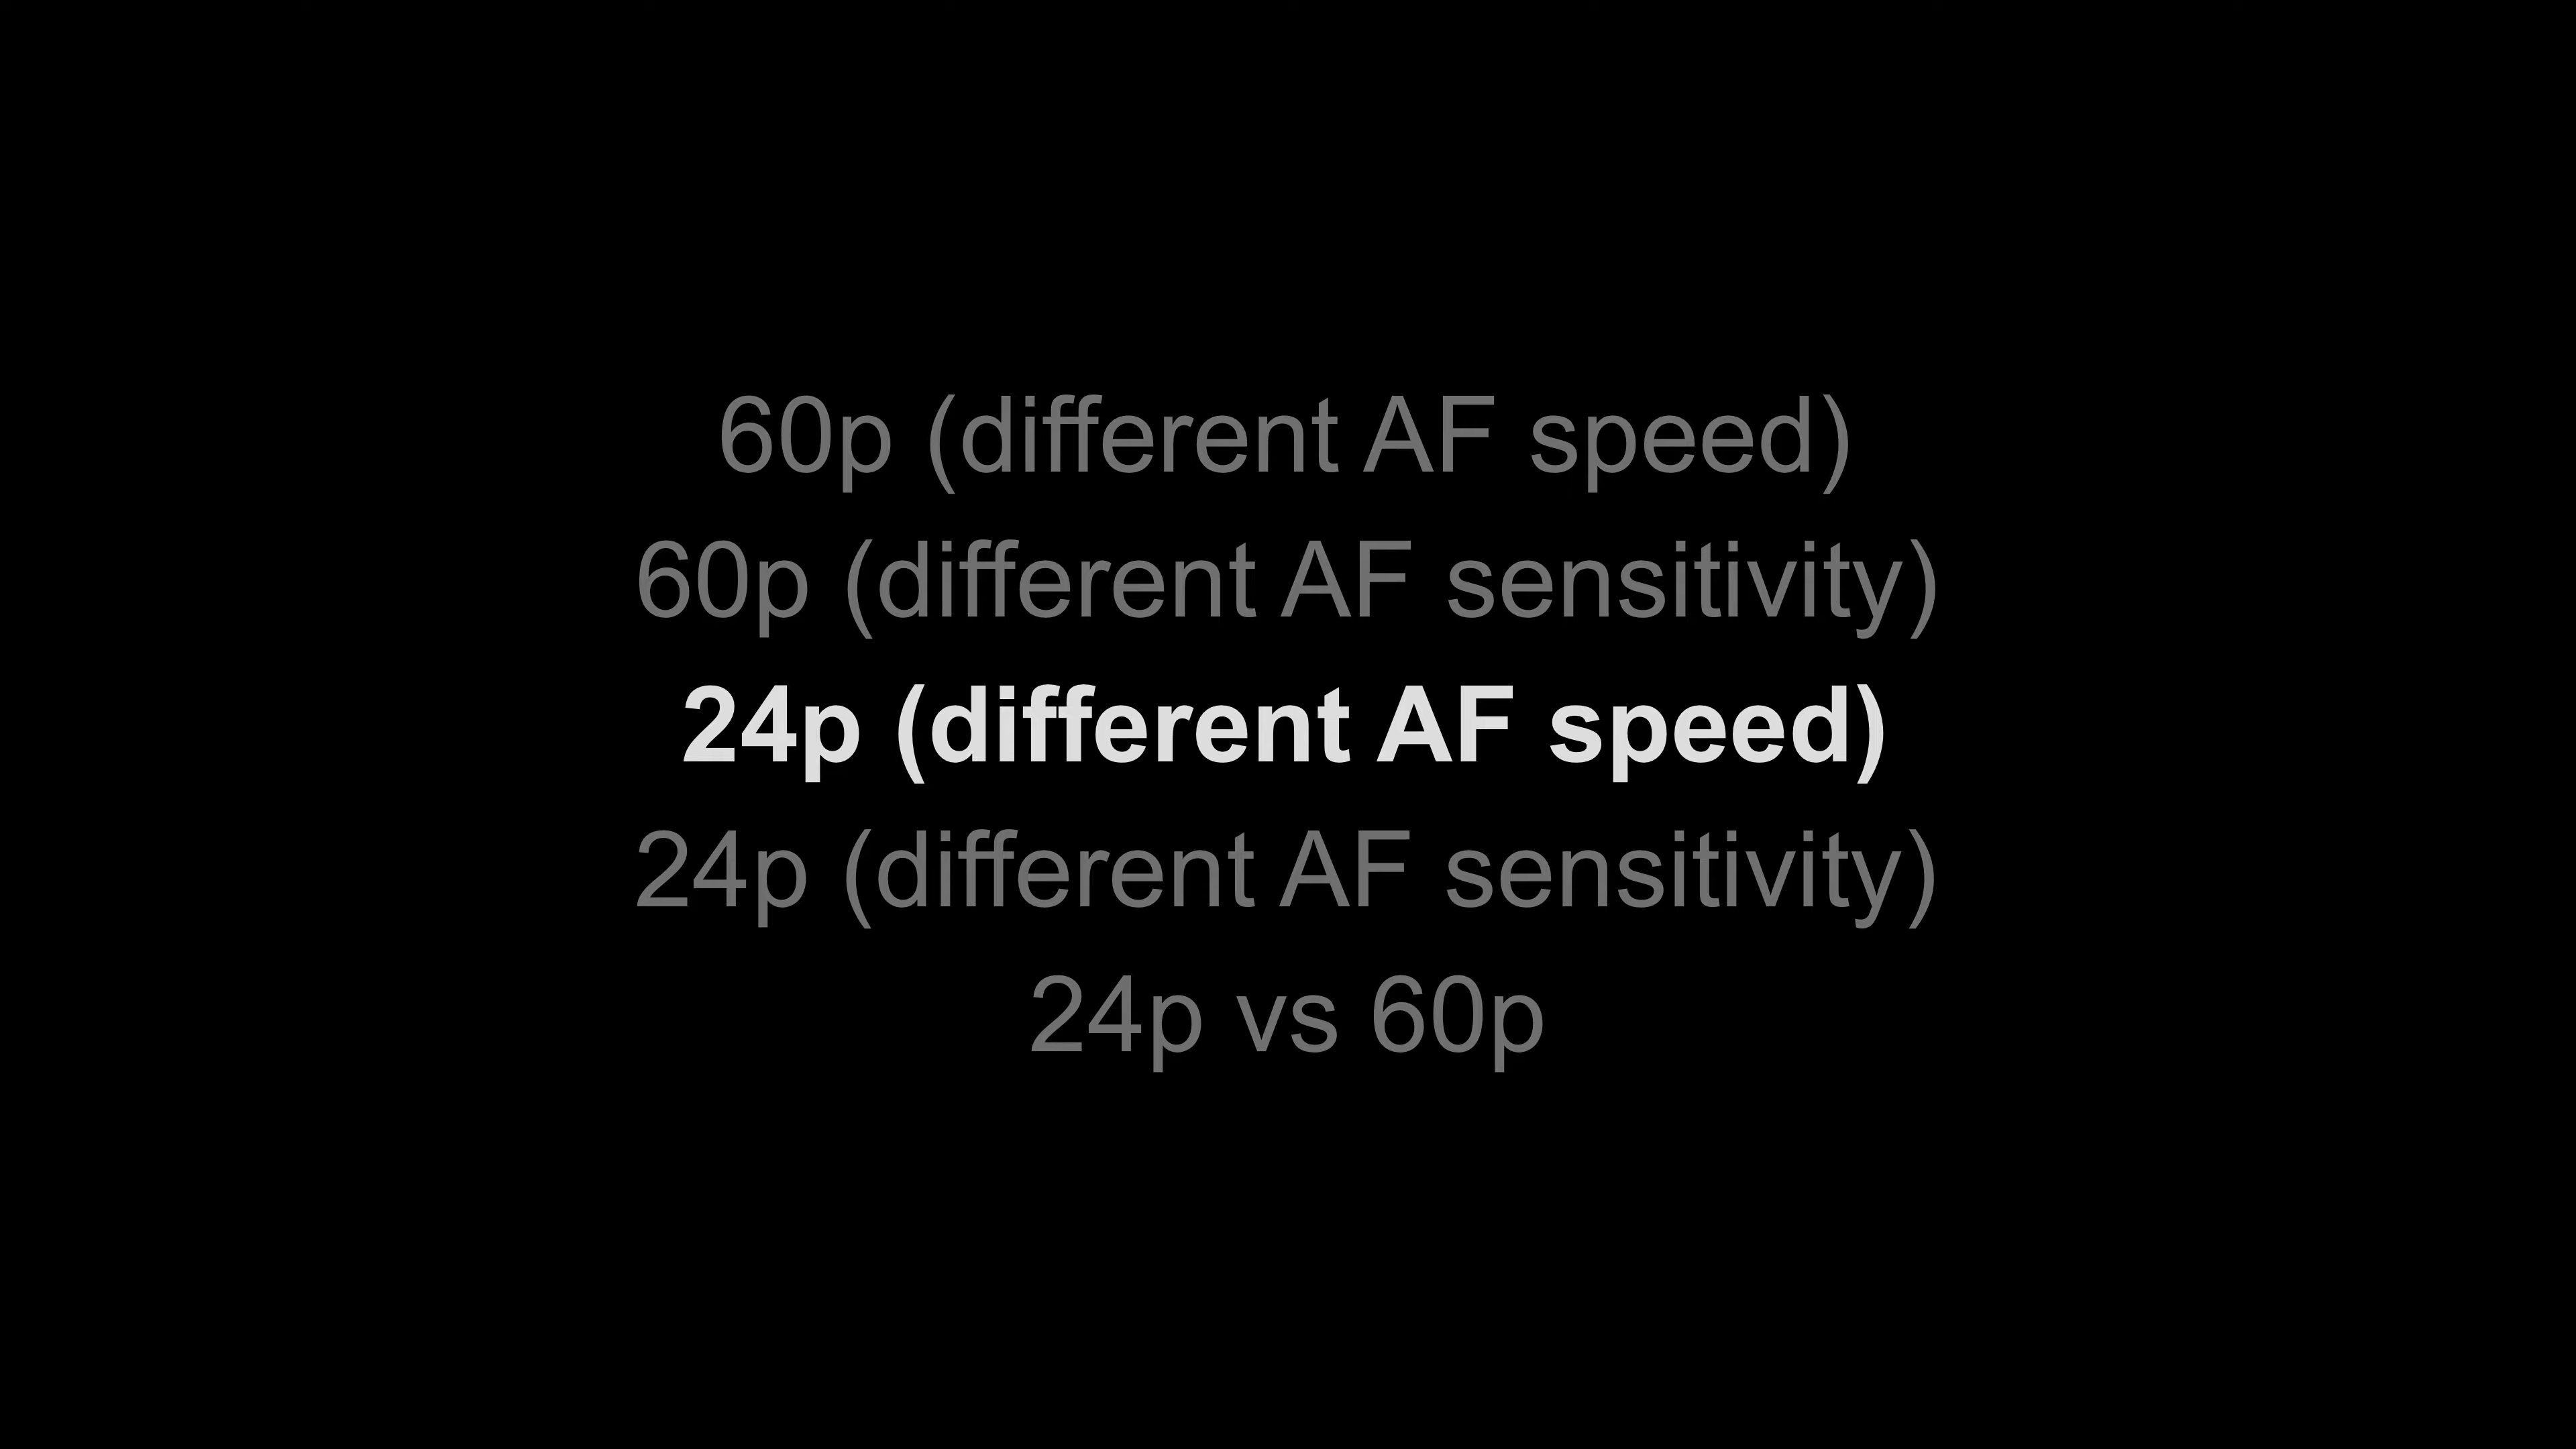 60p (different AF speed)
60p (different AF sensitivity)
24p (different AF speed)
24p (different AF sensitivity)
24p vs 60p